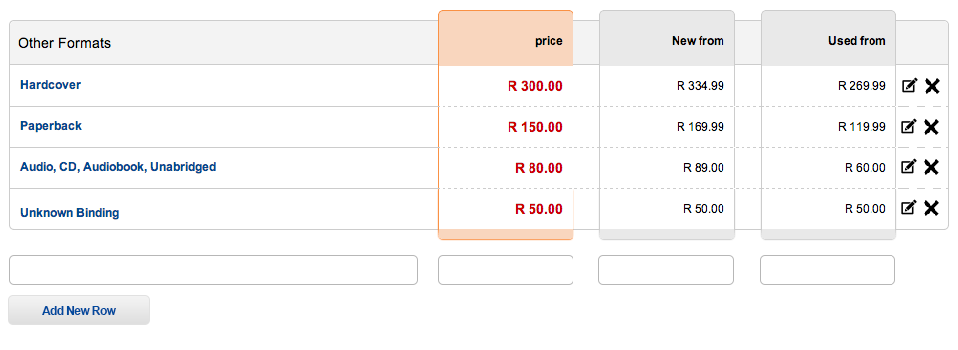 Other Formats price New from Used from
Hardcover R 300.00 R 334.99 R 269 99
Paperback R 150.00 R 169.99 R 119 99
Audio, CD, Audiobook, Unabridged R 80.00 R 89.00 R 60 00
Unknown Binding R 50.00 R 50.00 R 50 00
Add New Row